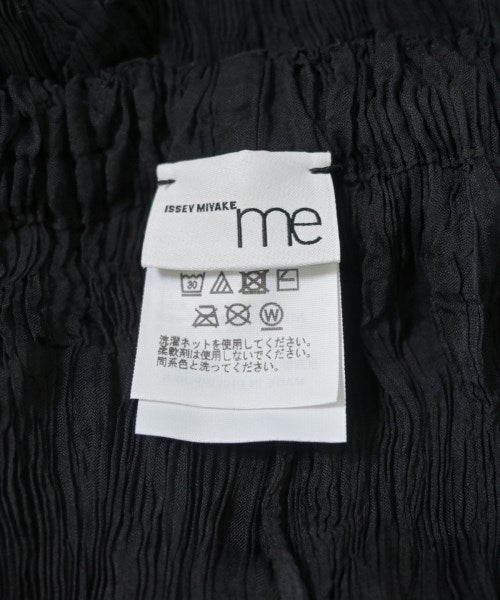 ISSEY MIYAKE
me
30
W
洗濯ネットを使用してください。
柔軟剤は使用しないでください。
同系色と洗ってください。